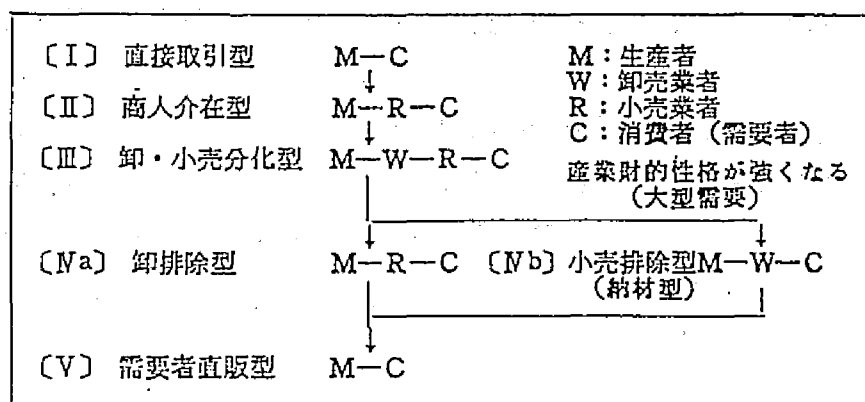 〔Ⅰ〕 直接取引型 M－C
M：生産者
W：卸売業者
〔Ⅱ〕 商人介在型 M－R－C
R：小売業者
C：消費者（需要者）
〔Ⅲ〕 卸・小売分化型 M－W－R－C
産業財的性格が強くなる
（大型需要）
〔Ⅳa〕 卸排除型 M－R－C 〔Ⅳb〕 小売排除型M－W－C
（納材型）
〔Ⅴ〕 需要者直販型 M－C